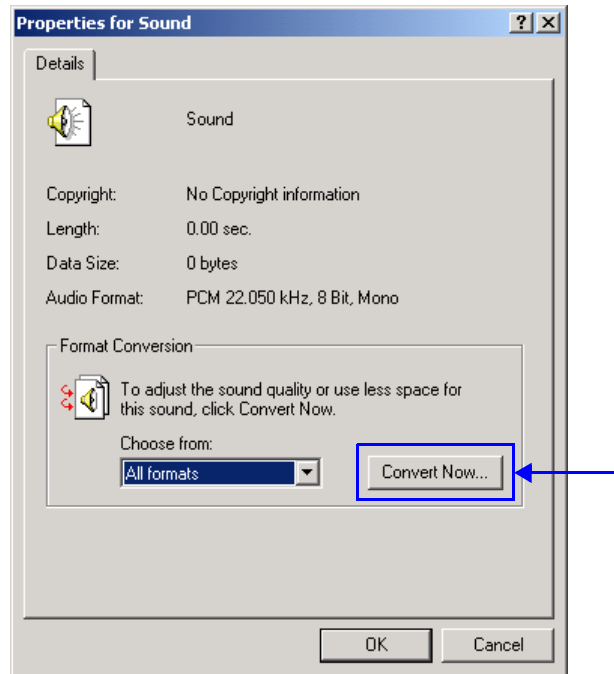 Properties for Sound
Details
Sound
Copyright: No Copyright information
Length: 0.00 sec.
Data Size: 0 bytes
Audio Format: PCM 22.050 kHz, 8 Bit, Mono
Format Conversion
To adjust the sound quality or use less space for
this sound, click Convert Now.
Choose from:
All formats Convert Now...
OK Cancel